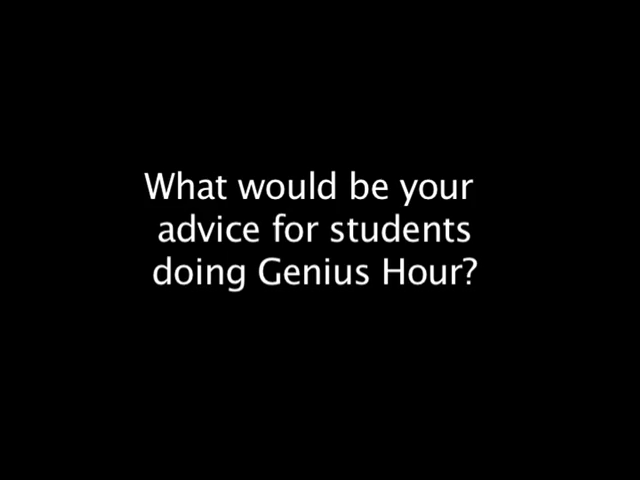 What would be your
advice for students
doing Genius Hour?